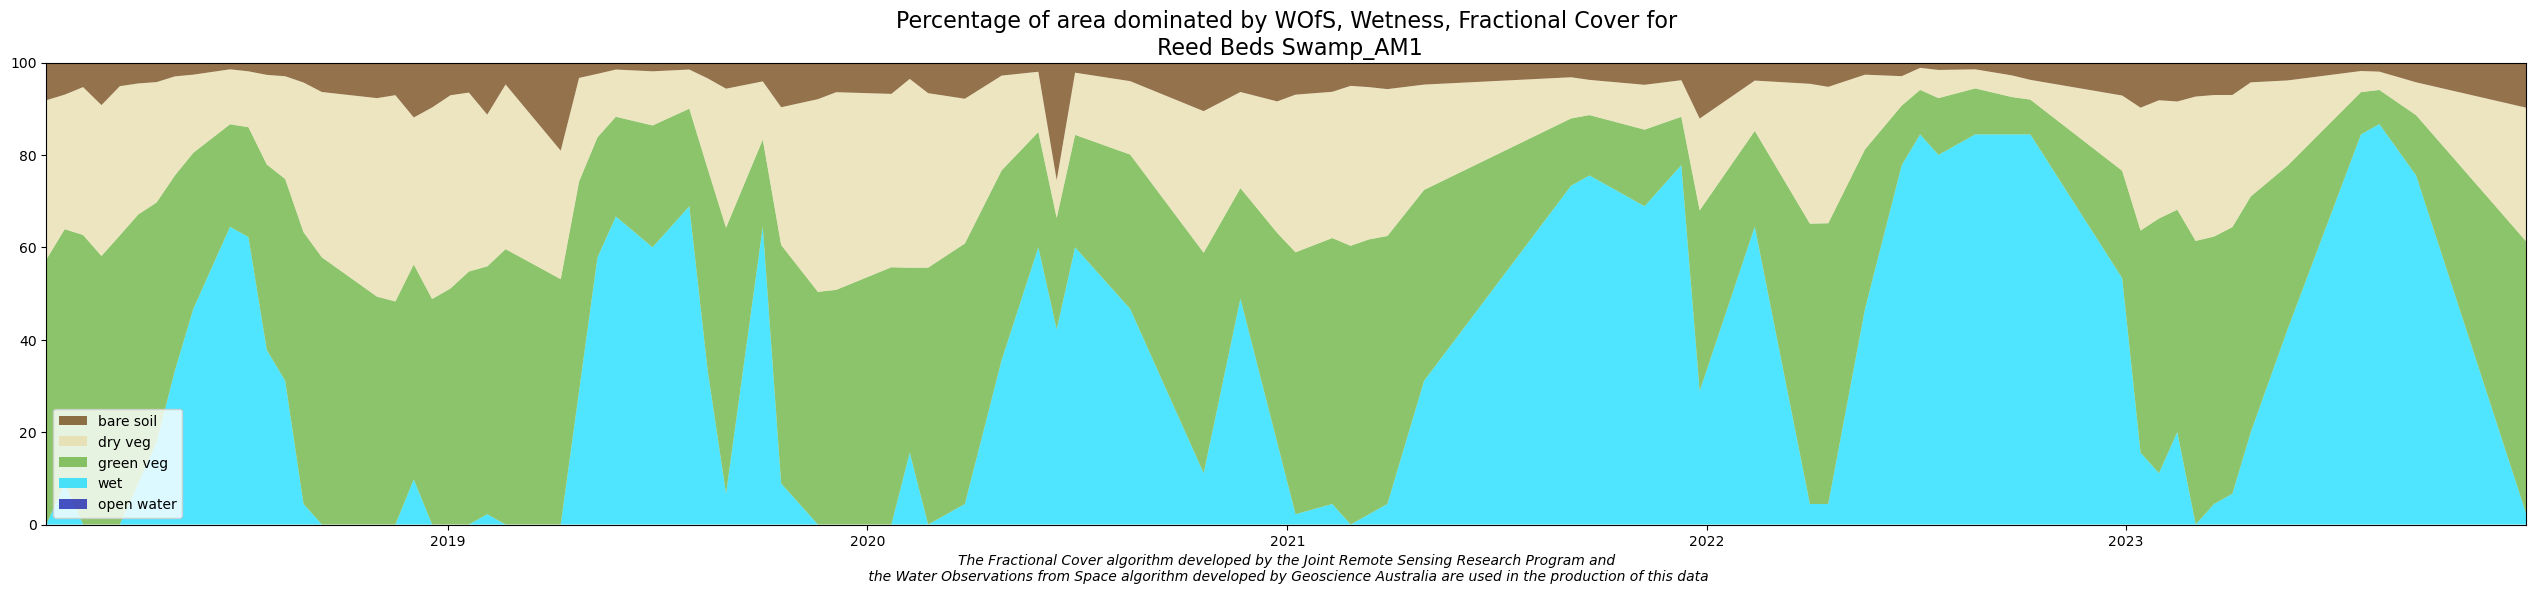 Percentage of area dominated by WOfS, Wetness, Fractional Cover for
Reed Beds Swamp_AM1
100
80
60
40
20
0
bare soil
dry veg
green veg
wet
open water
2019
2020
2021
2022
2023
The Fractional Cover algorithm developed by the Joint Remote Sensing Research Program and
the Water Observations from Space algorithm developed by Geoscience Australia are used in the production of this data